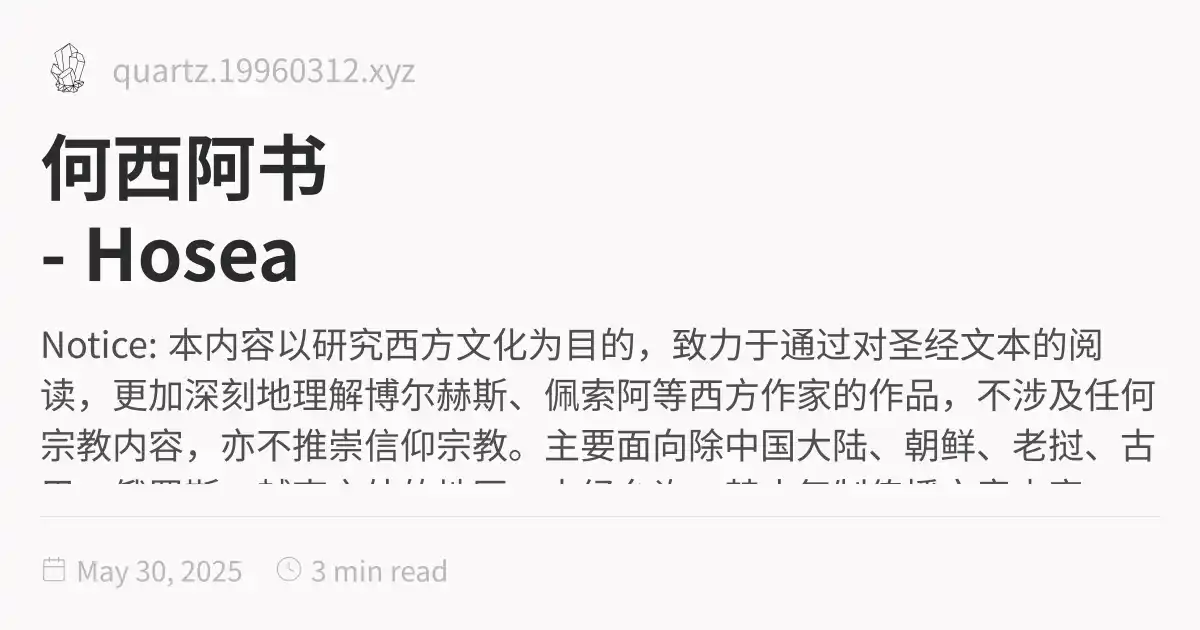 quartz.19960312.xyz
何西阿书
- Hosea
Notice: 本内容以研究西方文化为目的，致力于通过对圣经文本的阅
读，更加深刻地理解博尔赫斯、佩索阿等西方作家的作品，不涉及任何
宗教内容，亦不推崇信仰宗教。主要面向除中国大陆、朝鲜、老挝、古
May 30, 2025
3 min read